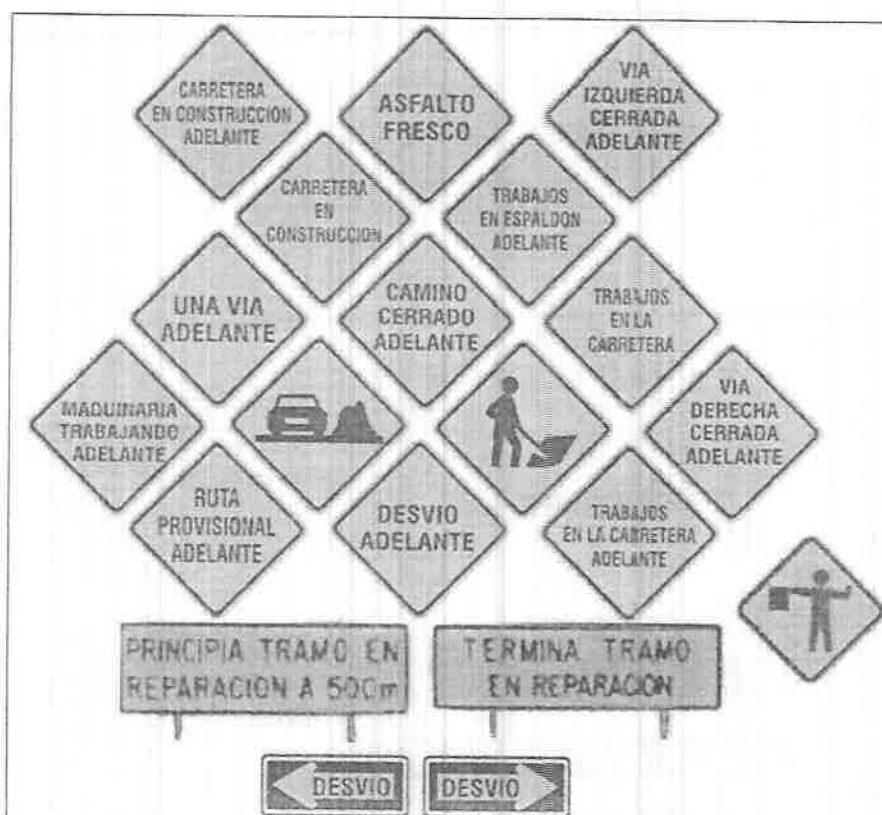 CARRETERA
EN CONSTRUCCION
ADELANTE
ASFALTO
FRESCO
VIA
IZQUIERDA
CERRADA
ADELANTE
CARRETERA
EN
CONSTRUCCION
TRABAJOS
EN ESPALDON
ADELANTE
UNA VIA
ADELANTE
CAMINO
CERRADO
ADELANTE
TRABAJOS
EN LA
CARRETERA
MAQUINARIA
TRABAJANDO
ADELANTE
VIA
DERECHA
CERRADA
ADELANTE
RUTA
PROVISIONAL
ADELANTE
DESVIO
ADELANTE
TRABAJOS
EN LA CARRETERA
ADELANTE
PRINCIPIA TRAMO EN
REPARACION A 500m
TERMINA TRAMO
EN REPARACION
DESVIO
DESVIO